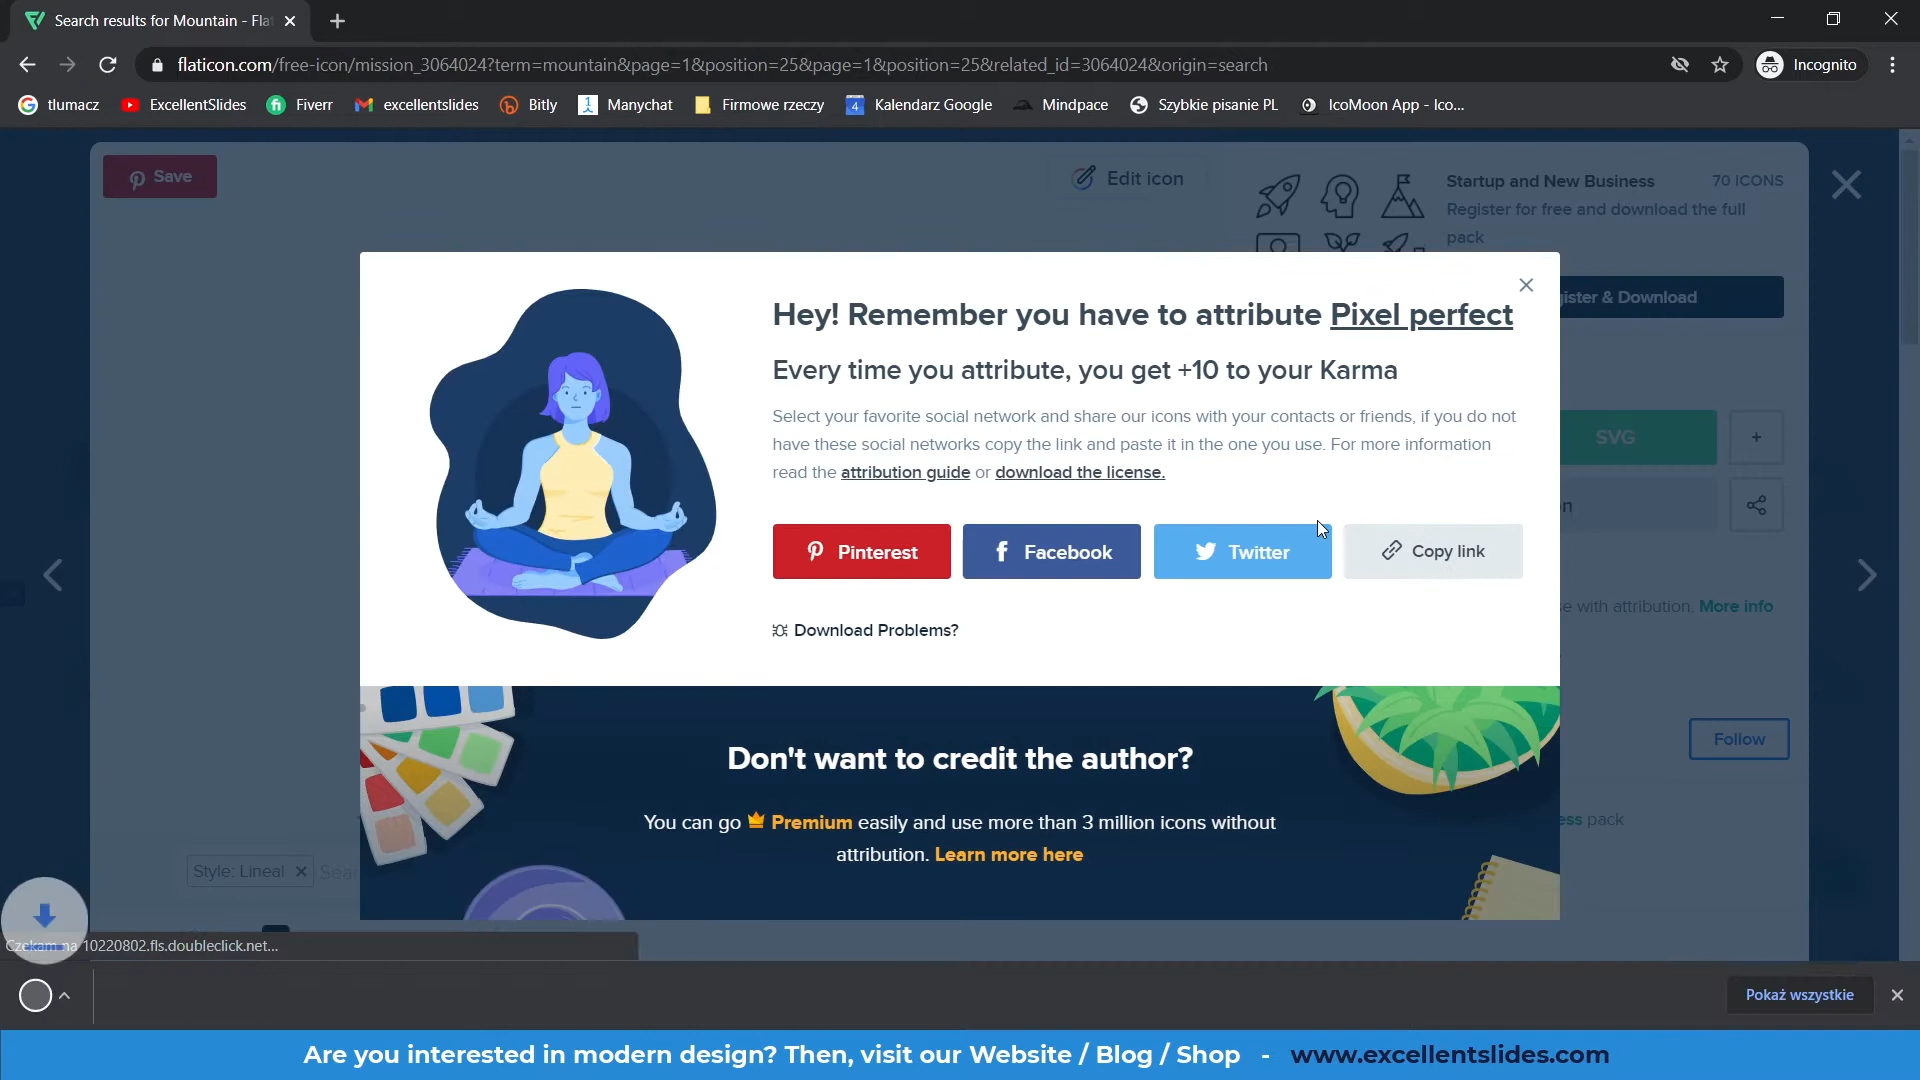 Search results for Mountain - Fla
flaticon.com/free-icon/mission_3064024?term=mountain&page=1&position=25&page=1&position=25&related_id=3064024&origin=search
Incognito
tlumacz
ExcellentSlides
Fiverr
excellentslides
Bitly
Manychat
Firmowe rzeczy
Kalendarz Google
Mindpace
Szybkie pisanie PL
IcoMoon App - Ico...
Save
Edit icon
Startup and New Business
70 ICONS
Register for free and download the full
pack
ister & Download
Hey! Remember you have to attribute Pixel perfect
Every time you attribute, you get +10 to your Karma
Select your favorite social network and share our icons with your contacts or friends, if you do not
have these social networks copy the link and paste it in the one you use. For more information
read the attribution guide or download the license.
SVG
+
n
Pinterest
Facebook
Twitter
Copy link
e with attribution. More info
Download Problems?
Follow
Don't want to credit the author?
You can go Premium easily and use more than 3 million icons without
attribution. Learn more here
ess pack
Style: Lineal
Sear
Czekam na 10220802.fls.doubleclick.net...
Pokaż wszystkie
Are you interested in modern design? Then, visit our Website / Blog / Shop - www.excellentslides.com